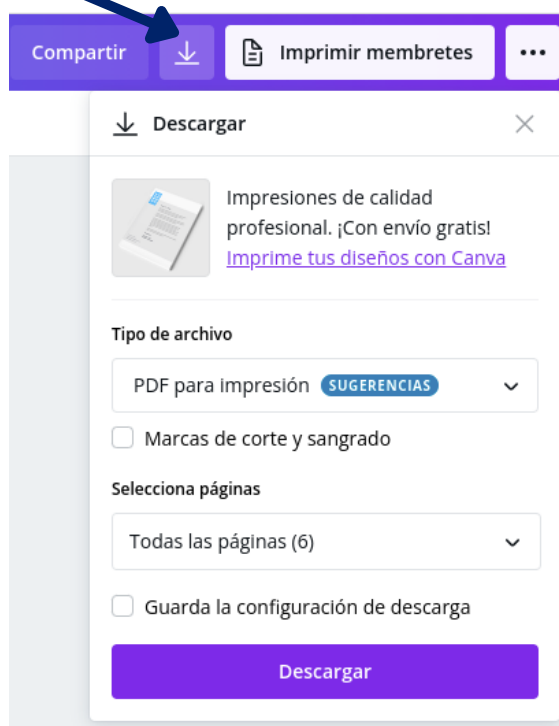 Compartir
Imprimir membretes
Descargar
Impresiones de calidad
profesional. ¡Con envío gratis!
Imprime tus diseños con Canva
Tipo de archivo
PDF para impresión SUGERENCIAS
Marcas de corte y sangrado
Selecciona páginas
Todas las páginas (6)
Guarda la configuración de descarga
Descargar